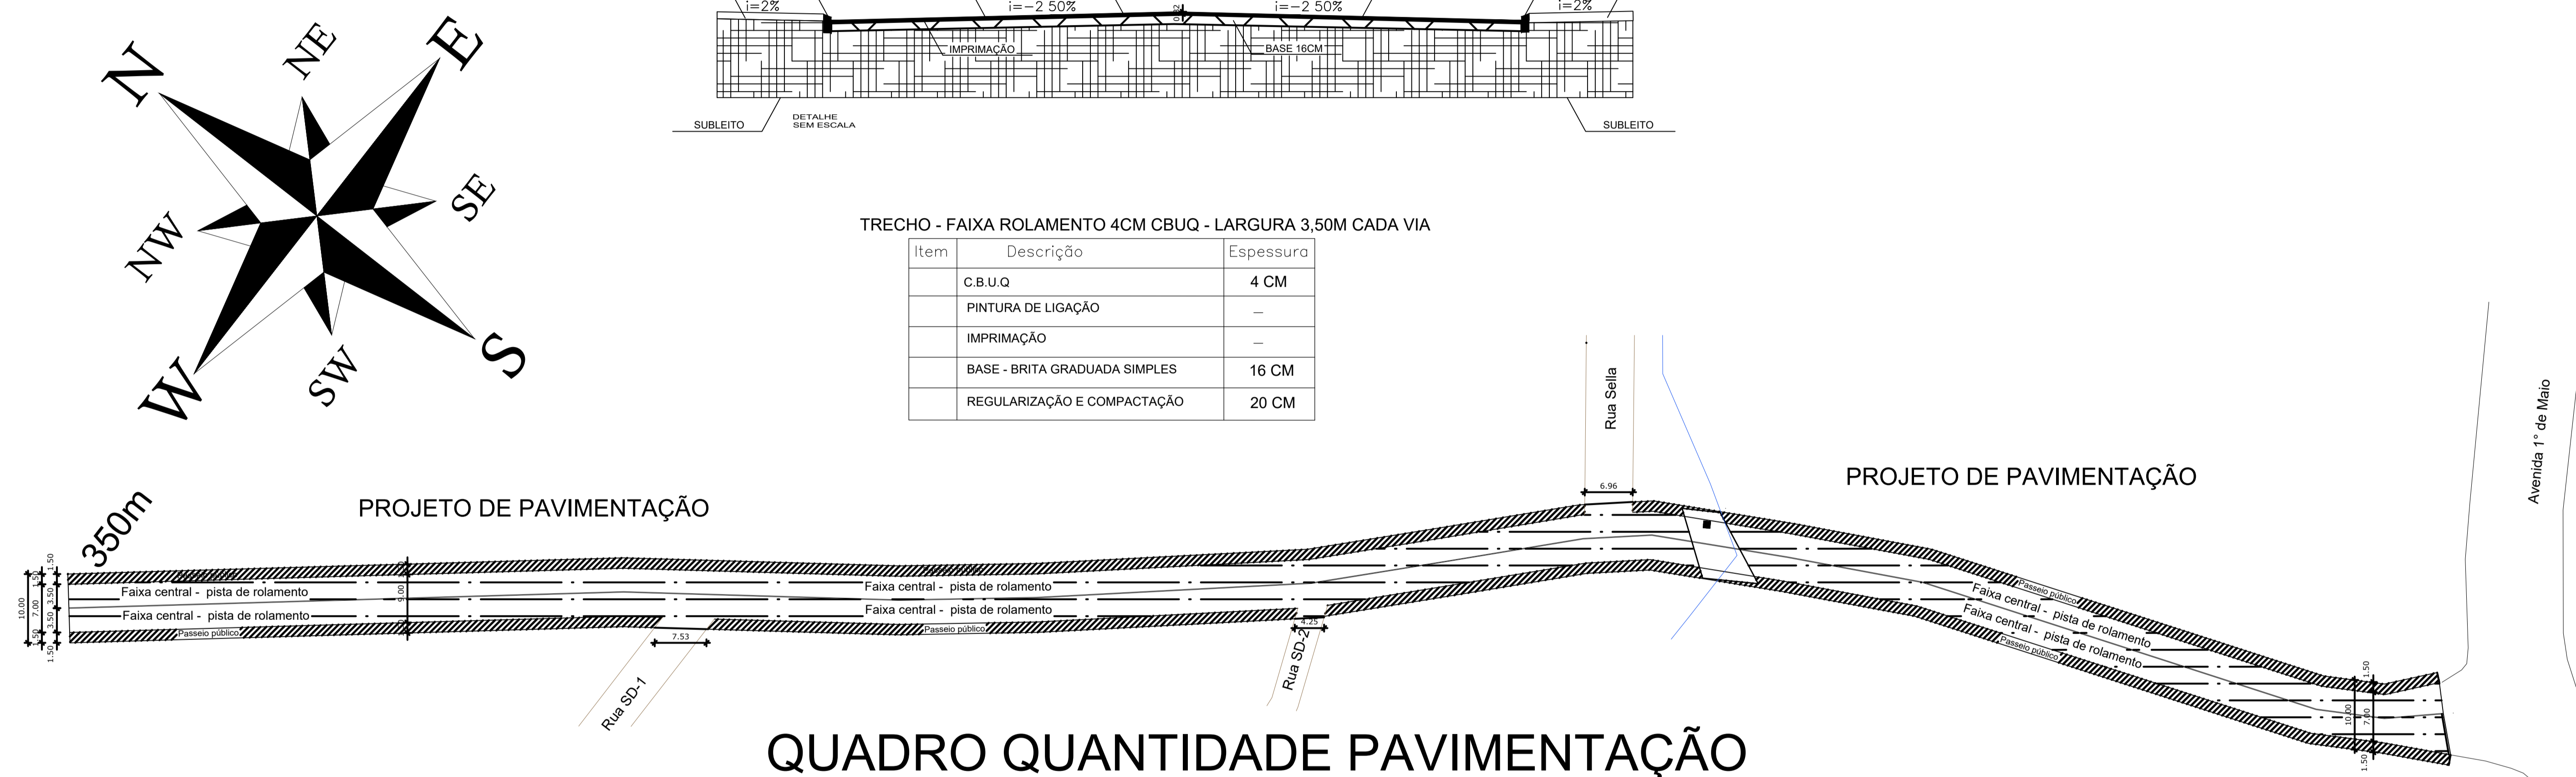 i=2%
i=-2 50%
0.32
i=-2 50%
i=2%
IMPRIMAÇÃO
BASE 16CM
SUBLEITO
DETALHE
SEM ESCALA
SUBLEITO
N
NE
E
SE
S
SW
W
NW
TRECHO - FAIXA ROLAMENTO 4CM CBUQ - LARGURA 3,50M CADA VIA
Item Descrição Espessura
C.B.U.Q 4 CM
PINTURA DE LIGAÇÃO —
IMPRIMAÇÃO —
BASE - BRITA GRADUADA SIMPLES 16 CM
REGULARIZAÇÃO E COMPACTAÇÃO 20 CM
Rua Sella
Avenida 1° de Maio
PROJETO DE PAVIMENTAÇÃO
PROJETO DE PAVIMENTAÇÃO
350m
6.96
10.00
1.50
7.00
1.50
1.50
3.50
3.50
1.50
9.00
Faixa central - pista de rolamento
Faixa central - pista de rolamento
Passeio público
Faixa central - pista de rolamento
Faixa central - pista de rolamento
Passeio público
7.53
4.25
Rua SD-1
Rua SD-2
Passeio público
Faixa central - pista de rolamento
Faixa central - pista de rolamento
Passeio público
1.50
10.00
7.00
1.50
QUADRO QUANTIDADE PAVIMENTAÇÃO